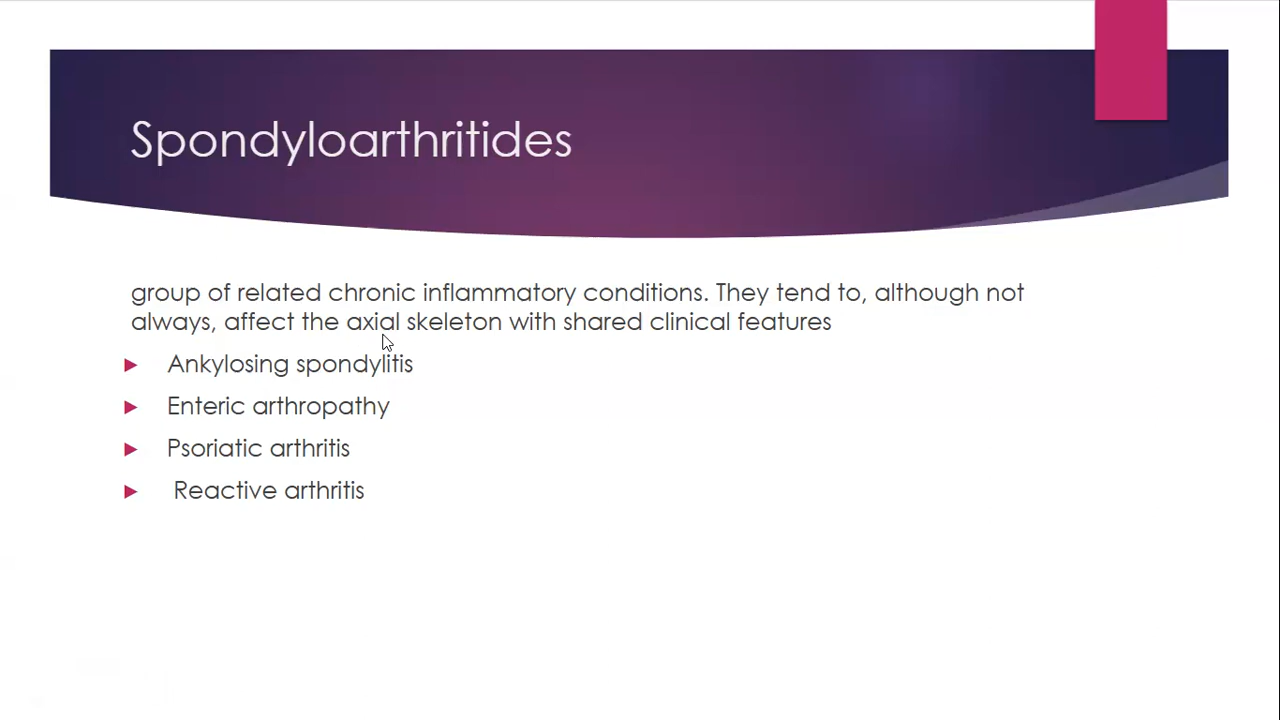 Spondyloarthritides
group of related chronic inflammatory conditions. They tend to, although not
always, affect the axial skeleton with shared clinical features
Ankylosing spondylitis
Enteric arthropathy
Psoriatic arthritis
Reactive arthritis